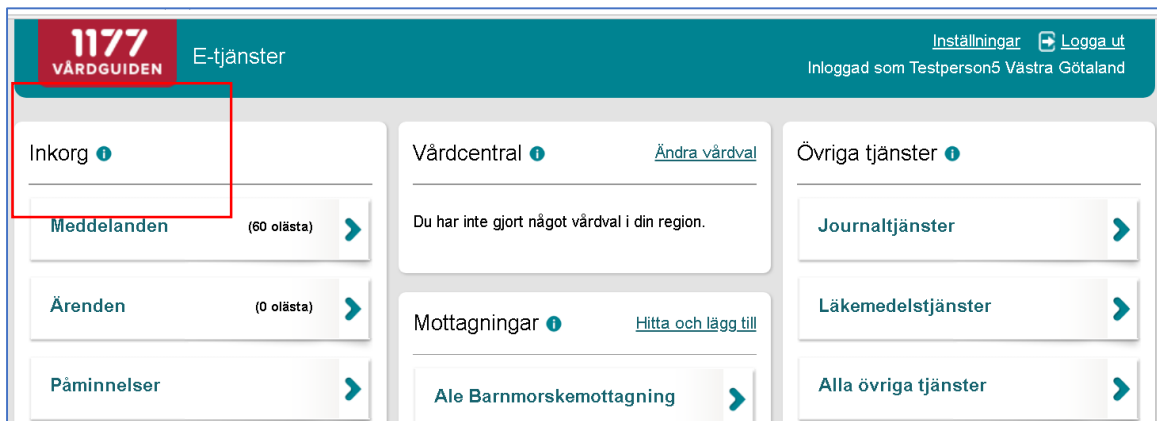 1177
VÅRDGUIDEN
E-tjänster
Inställningar Logga ut
Inloggad som Testperson5 Västra Götaland
Inkorg
Meddelanden (60 olästa)
Ärenden (0 olästa)
Påminnelser
Vårdcentral Ändra vårdval
Du har inte gjort något vårdval i din region.
Mottagningar Hitta och lägg till
Ale Barnmorskemottagning
Övriga tjänster
Journaltjänster
Läkemedelstjänster
Alla övriga tjänster